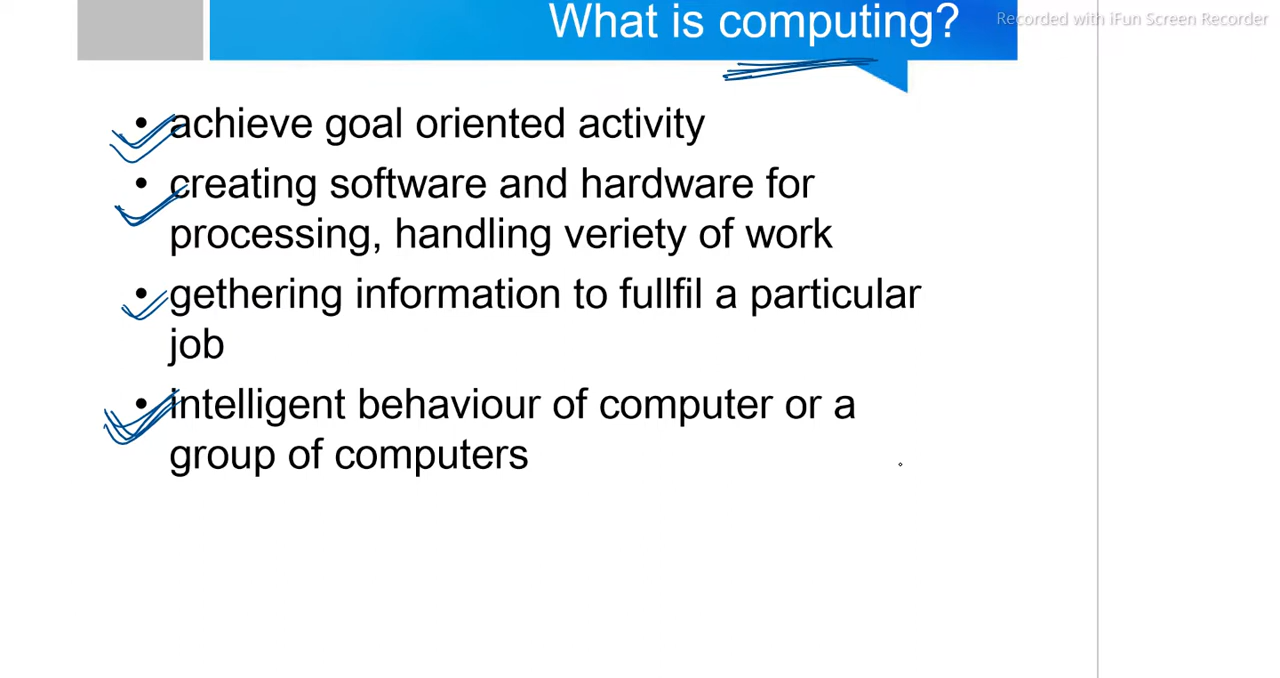 What is computing?
Recorded with iFun Screen Recorder
• achieve goal oriented activity
• creating software and hardware for
processing, handling veriety of work
• gethering information to fullfil a particular
job
• intelligent behaviour of computer or a
group of computers